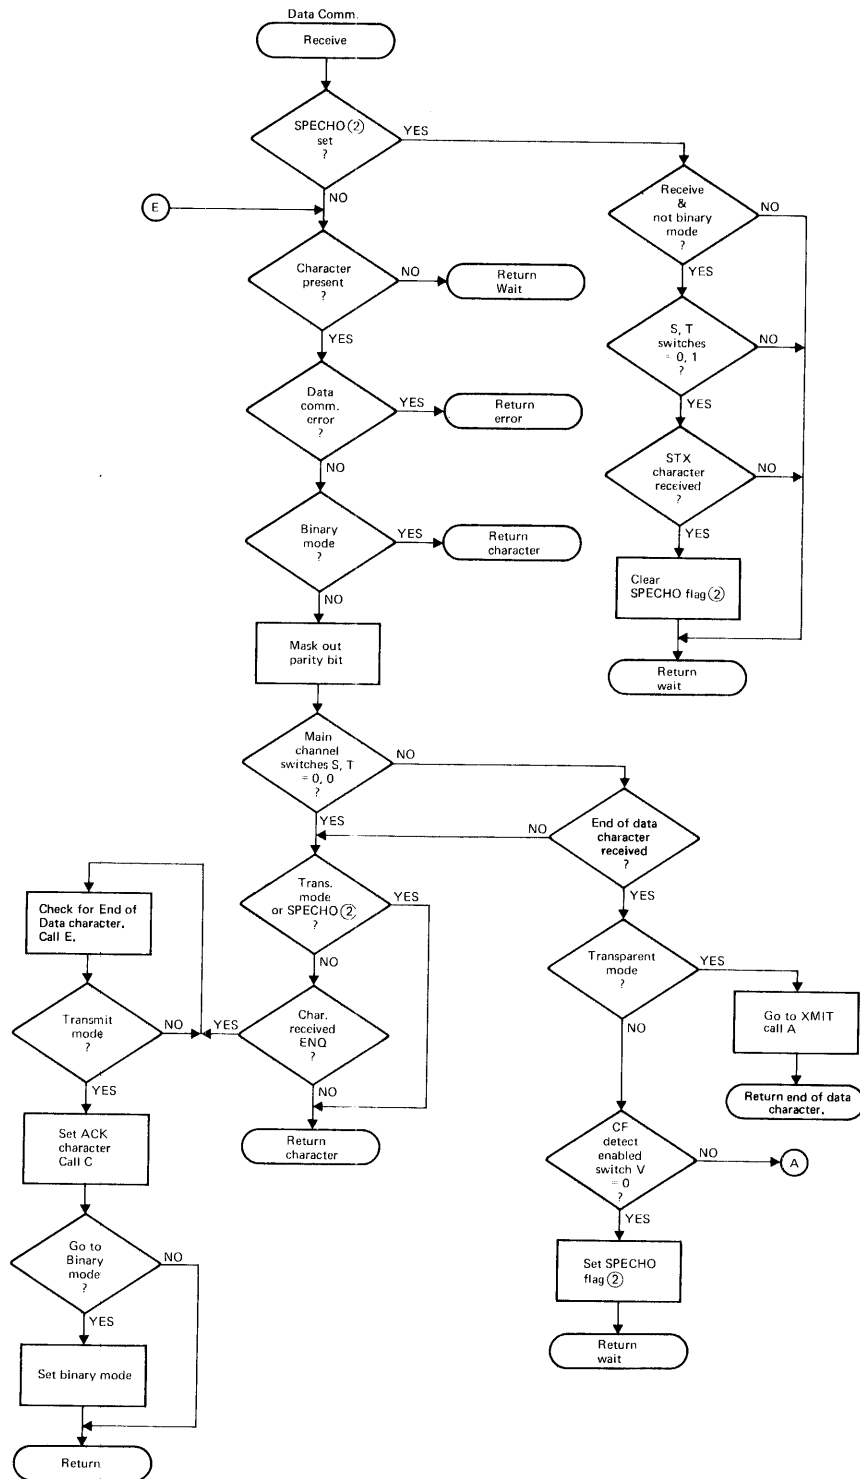 Data Comm.
Receive
SPECHO ②
set
?
YES
NO
E
Receive
&
not binary
mode
?
NO
YES
Character
present
?
NO
Return
Wait
YES
S, T
switches
= 0, 1
?
NO
YES
Data
comm.
error
?
YES
Return
error
NO
STX
character
received
?
NO
YES
Binary
mode
?
YES
Return
character
NO
Clear
SPECHO flag ②
Mask out
parity bit
Return
wait
Main
channel
switches S, T
= 0, 0
?
NO
YES
End of data
character
received
?
NO
YES
Trans.
mode
or SPECHO ②
?
YES
NO
Check for End of
Data character.
Call E.
Transparent
mode
?
YES
NO
Transmit
mode
?
NO
YES
Char.
received
ENQ
?
YES
NO
Go to XMIT
call A
Return end of data
character.
Set ACK
character
Call C
Return
character
CF
detect
enabled
switch V
= 0
?
NO
A
YES
Go to
Binary
mode
?
NO
YES
Set SPECHO
flag ②
Return
wait
Set binary mode
Return